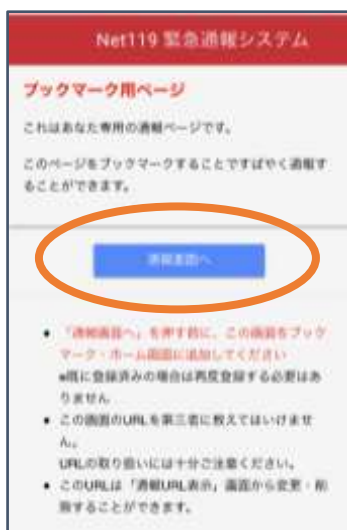 Net119 緊急通報システム
ブックマーク用ページ
これはあなた専用の通報ページです。
このページをブックマークすることですばやく通報す
ることができます。
通報画面へ
• 「通報画面へ」を押す前に、この画面をブック
マーク・ホーム画面に追加してください
※既に登録済みの場合は再度登録する必要はあ
りません
• この画面のURLを第三者に教えてはいけませ
ん。
URLの取り扱いには十分ご注意ください。
• このURLは「通報URL表示」画面から変更・削
除することができます。